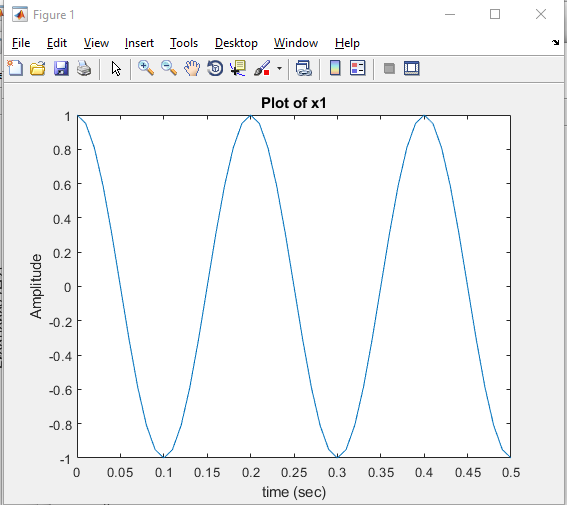 Figure 1
File Edit View Insert Tools Desktop Window Help
Plot of x1
1
0.8
0.6
0.4
0.2
0
-0.2
-0.4
-0.6
-0.8
-1
Amplitude
0 0.05 0.1 0.15 0.2 0.25 0.3 0.35 0.4 0.45 0.5
time (sec)